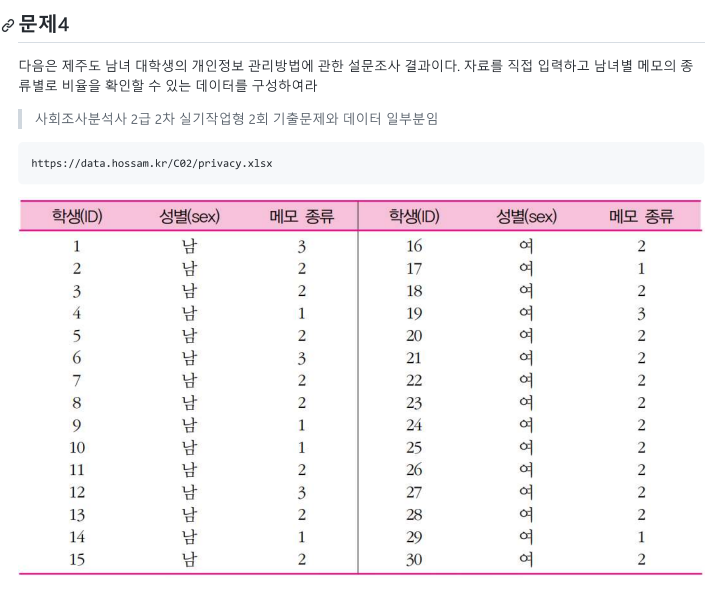 문제4
다음은 제주도 남녀 대학생의 개인정보 관리방법에 관한 설문조사 결과이다. 자료를 직접 입력하고 남녀별 메모의 종
류별로 비율을 확인할 수 있는 데이터를 구성하여라
사회조사분석사 2급 2차 실기작업형 2회 기출문제와 데이터 일부분임
https://data.hossam.kr/C02/privacy.xlsx
학생(ID) 성별(sex) 메모 종류 학생(ID) 성별(sex) 메모 종류
1 남 3 16 여 2
2 남 2 17 여 1
3 남 2 18 여 2
4 남 1 19 여 3
5 남 2 20 여 2
6 남 3 21 여 2
7 남 2 22 여 2
8 남 2 23 여 2
9 남 1 24 여 2
10 남 1 25 여 2
11 남 2 26 여 2
12 남 3 27 여 2
13 남 2 28 여 2
14 남 1 29 여 1
15 남 2 30 여 2